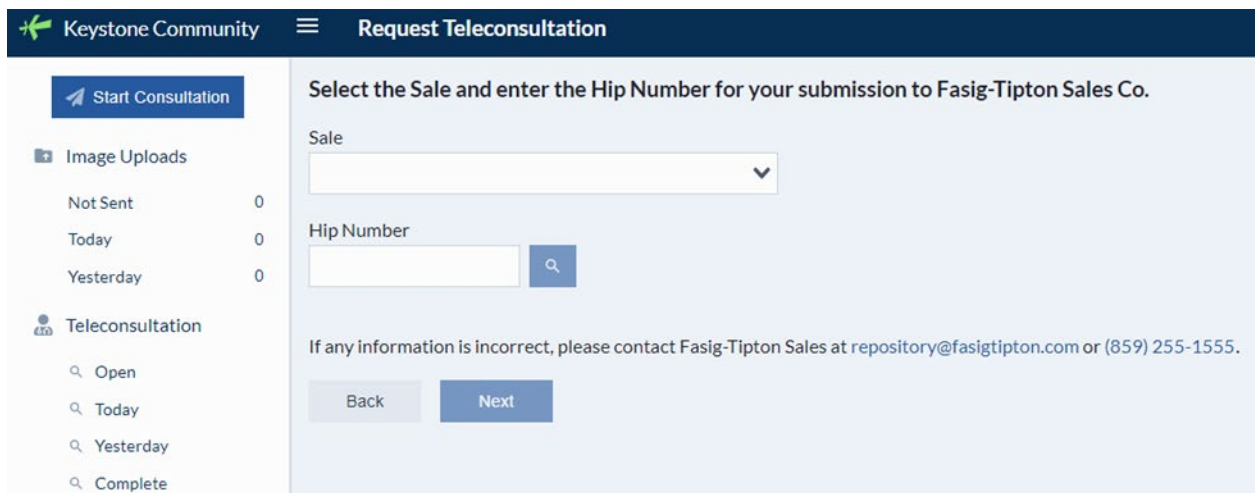 Keystone Community
Request Teleconsultation
Start Consultation
Image Uploads
Not Sent 0
Today 0
Yesterday 0
Teleconsultation
Open
Today
Yesterday
Complete
Select the Sale and enter the Hip Number for your submission to Fasig-Tipton Sales Co.
Sale
Hip Number
If any information is incorrect, please contact Fasig-Tipton Sales at repository@fasigtipton.com or (859) 255-1555.
Back Next